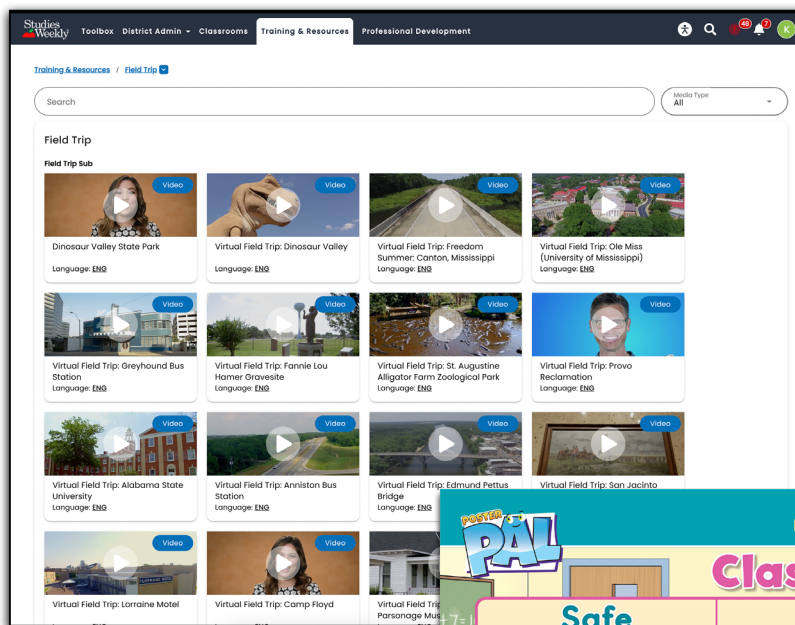 Studies Weekly
Toolbox District Admin Classrooms Training & Resources Professional Development
48 7 K
Training & Resources / Field Trip
Search
Media Type
All
Field Trip
Field Trip Sub
Video Video Video Video
Dinosaur Valley State Park
Language: ENG
Virtual Field Trip: Dinosaur Valley
Language: ENG
Virtual Field Trip: Freedom
Summer: Canton, Mississippi
Language: ENG
Virtual Field Trip: Ole Miss
(University of Mississippi)
Language: ENG
Video Video Video Video
Virtual Field Trip: Greyhound Bus
Station
Language: ENG
Virtual Field Trip: Fannie Lou
Hamer Gravesite
Language: ENG
Virtual Field Trip: St. Augustine
Alligator Farm Zoological Park
Language: ENG
Virtual Field Trip: Provo
Reclamation
Language: ENG
Video Video Video Video
Virtual Field Trip: Alabama State
University
Language: ENG
Virtual Field Trip: Anniston Bus
Station
Language: ENG
Virtual Field Trip: Edmund Pettus
Bridge
Language: ENG
Virtual Field Trip: San Jacinto
Video Video
LORRAINE MOTEL
Virtual Field Trip: Lorraine Motel
Virtual Field Trip: Camp Floyd
Virtual Field Trip
Parsonage Mus
POSTER
PAL
Clas
Safe